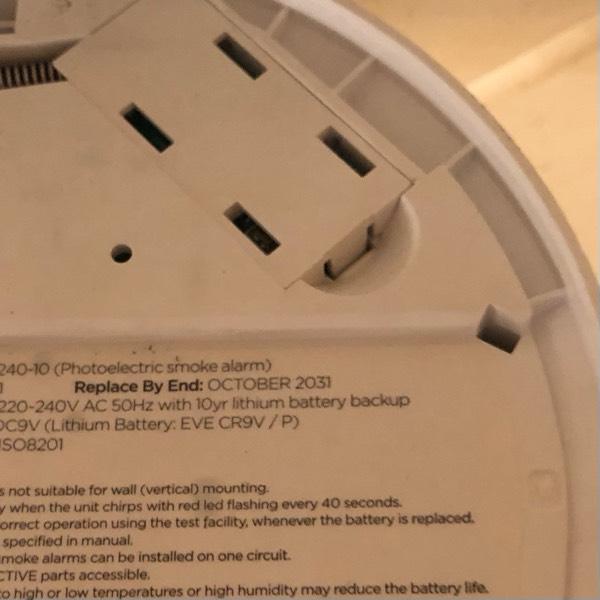 240-10 (Photoelectric smoke alarm)
Replace By End: OCTOBER 2031
220-240V AC 50Hz with 10yr lithium battery backup
DC9V (Lithium Battery: EVE CR9V / P)
ISO8201
s not suitable for wall (vertical) mounting.
y when the unit chirps with red led flashing every 40 seconds.
orrect operation using the test facility, whenever the battery is replaced.
specified in manual.
moke alarms can be installed on one circuit.
CTIVE parts accessible.
o high or low temperatures or high humidity may reduce the battery life.